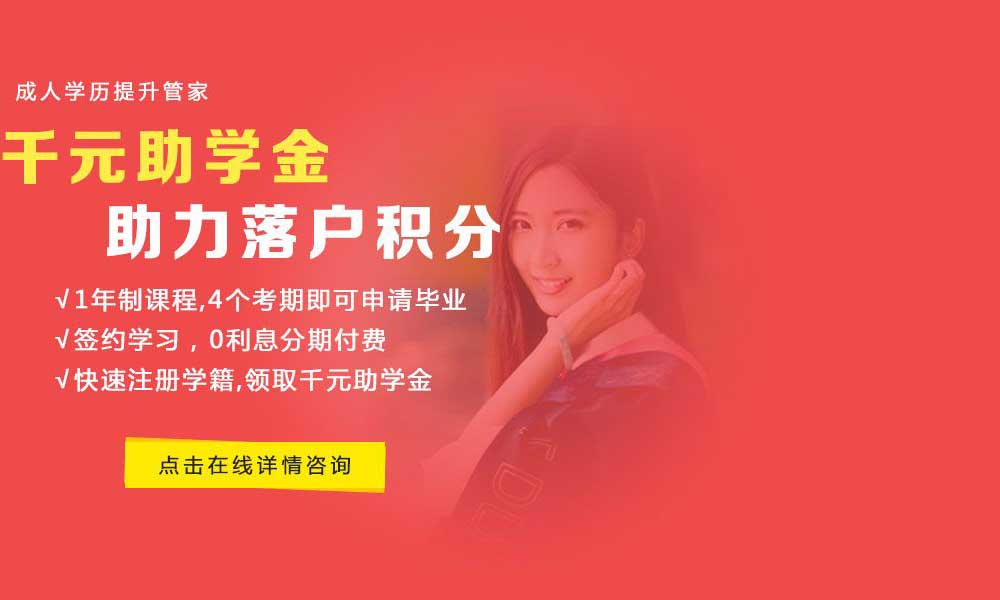 成人学历提升管家
千元助学金
助力落户积分
√1年制课程,4个考期即可申请毕业
√签约学习，0利息分期付费
√快速注册学籍,领取千元助学金
点击在线详情咨询